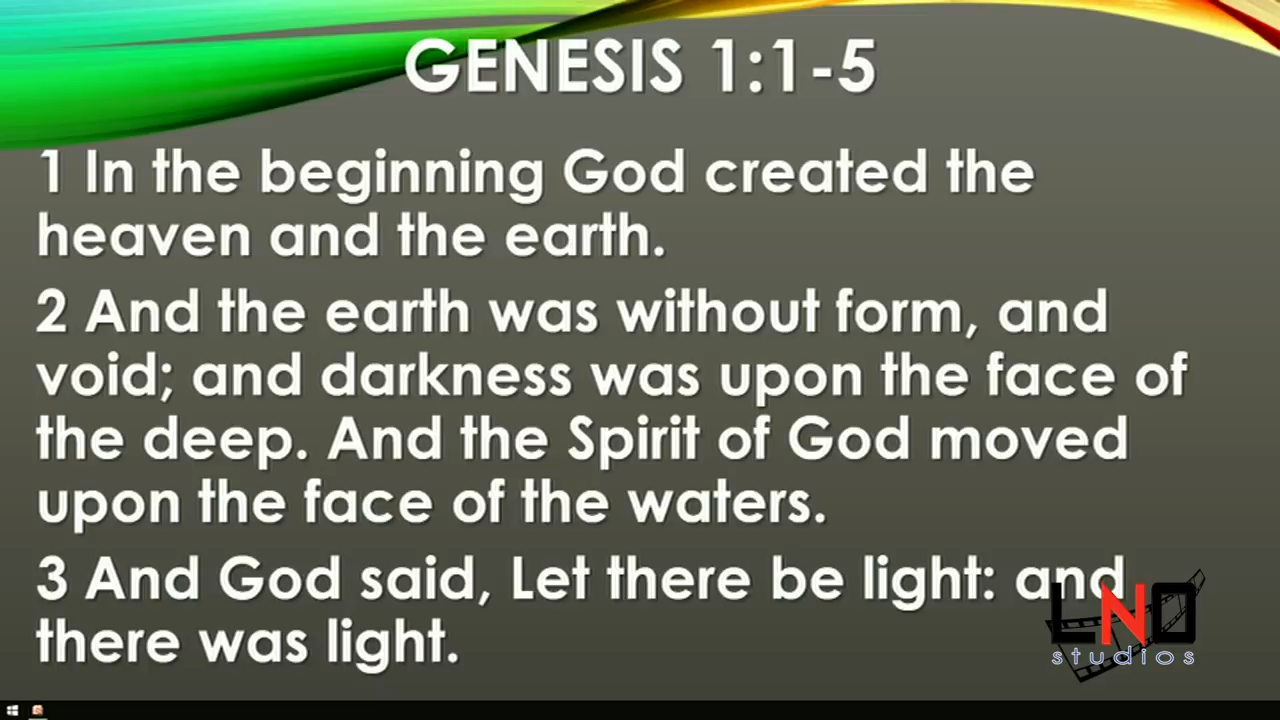 GENESIS 1:1-5
1 In the beginning God created the
heaven and the earth.
2 And the earth was without form, and
void; and darkness was upon the face of
the deep. And the Spirit of God moved
upon the face of the waters.
3 And God said, Let there be light: and
there was light.
LNO
studios